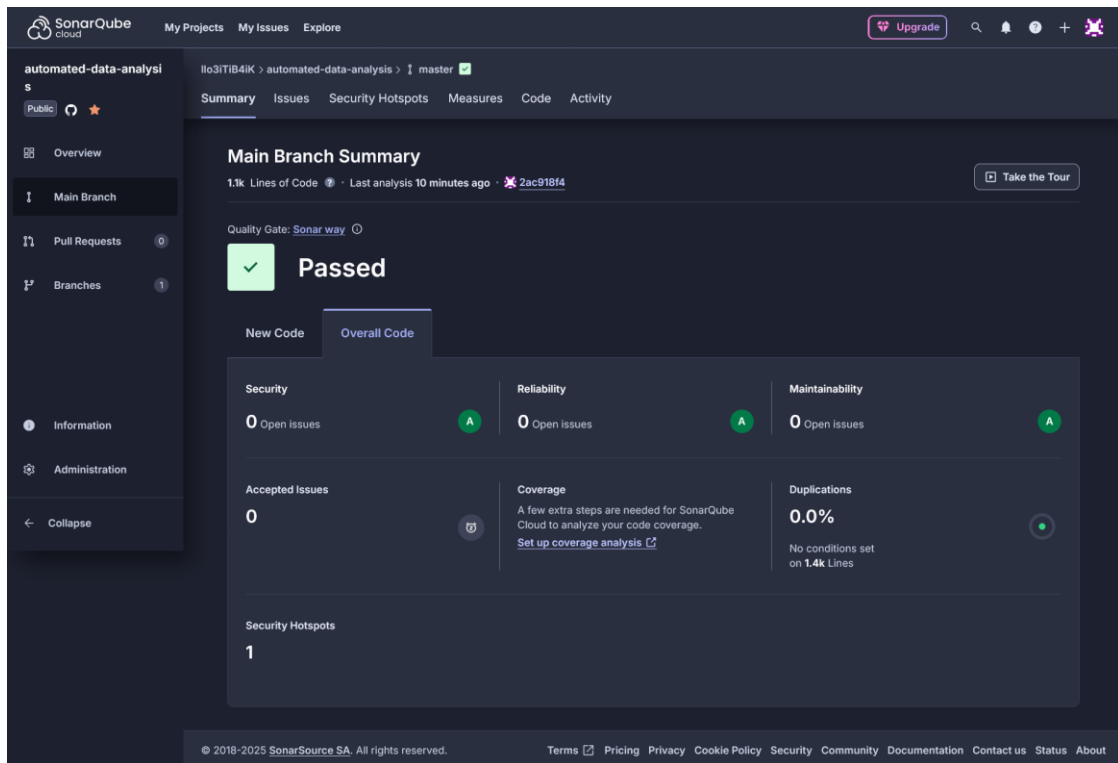 SonarQube cloud
My Projects My Issues Explore
Upgrade
automated-data-analysi
s
Public
Overview
Main Branch
Pull Requests 0
Branches 1
Information
Administration
Collapse
llo3iTiB4iK > automated-data-analysis > master
Summary Issues Security Hotspots Measures Code Activity
Main Branch Summary
1.1k Lines of Code ? · Last analysis 10 minutes ago · 2ac918f4
Take the Tour
Quality Gate: Sonar way
Passed
New Code Overall Code
Security
0 Open issues A
Reliability
0 Open issues A
Maintainability
0 Open issues A
Accepted Issues
0
Coverage
A few extra steps are needed for SonarQube
Cloud to analyze your code coverage.
Set up coverage analysis
Duplications
0.0%
No conditions set
on 1.4k Lines
Security Hotspots
1
© 2018-2025 SonarSource SA. All rights reserved.
Terms Pricing Privacy Cookie Policy Security Community Documentation Contact us Status About